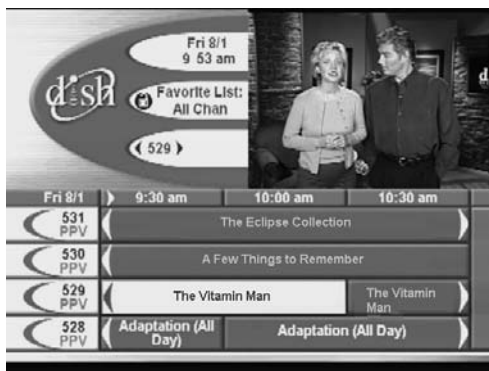 Fri 8/1
9 53 am
dish
Favorite List:
All Chan
529
Fri 8/1 9:30 am 10:00 am 10:30 am
531
PPV
The Eclipse Collection
530
PPV
A Few Things to Remember
529
PPV
The Vitamin Man
The Vitamin
Man
528
PPV
Adaptation (All
Day)
Adaptation (All Day)